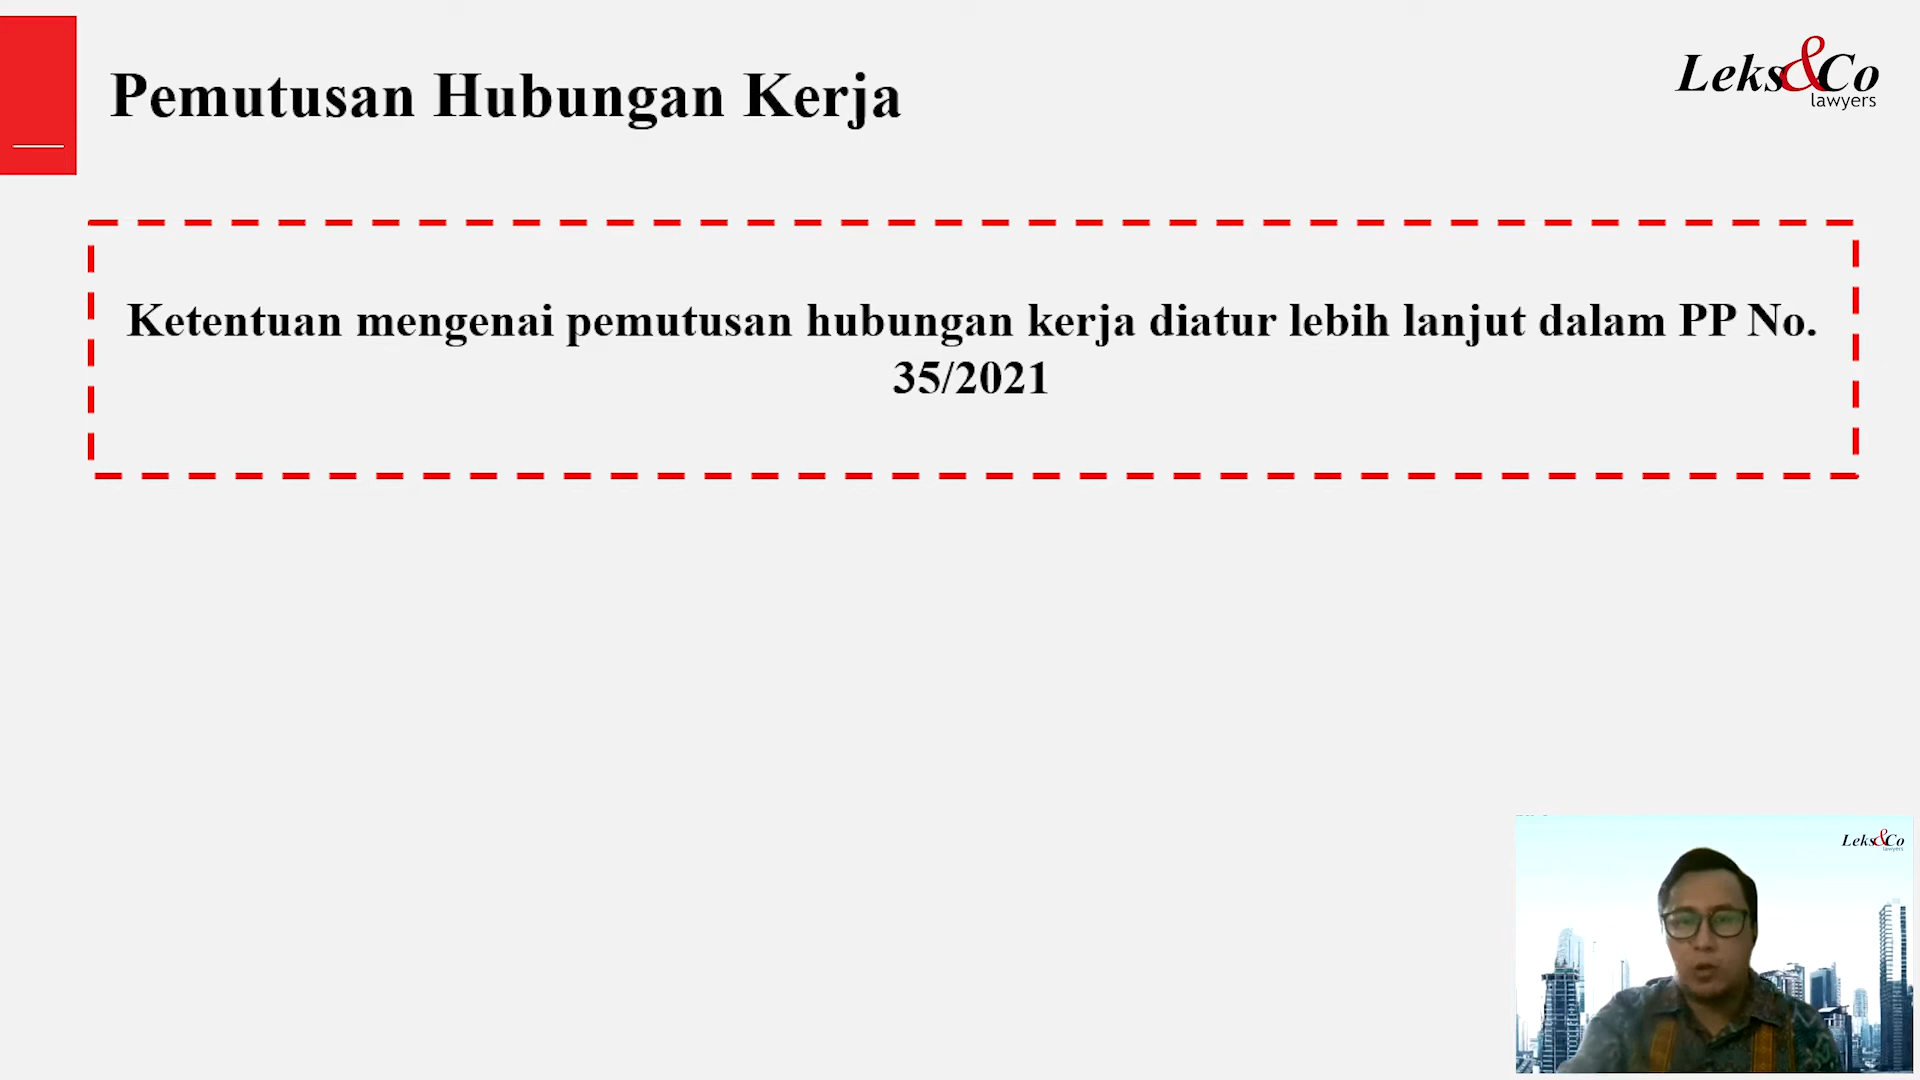 Pemutusan Hubungan Kerja
Leks&Co
lawyers
Ketentuan mengenai pemutusan hubungan kerja diatur lebih lanjut dalam PP No.
35/2021
Leks&Co
lawyers